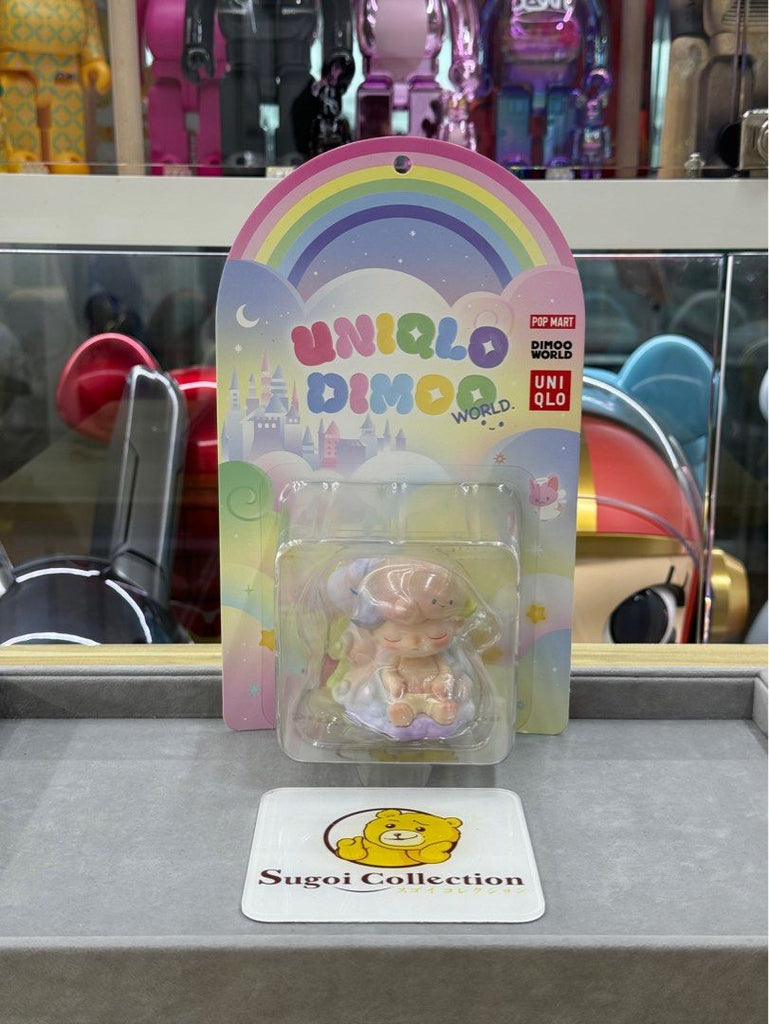 UNIQLO
DIMOO
WORLD.
POP MART
DIMOO
WORLD
UNI
QLO
Sugoi Collection
スゴイ コレクション